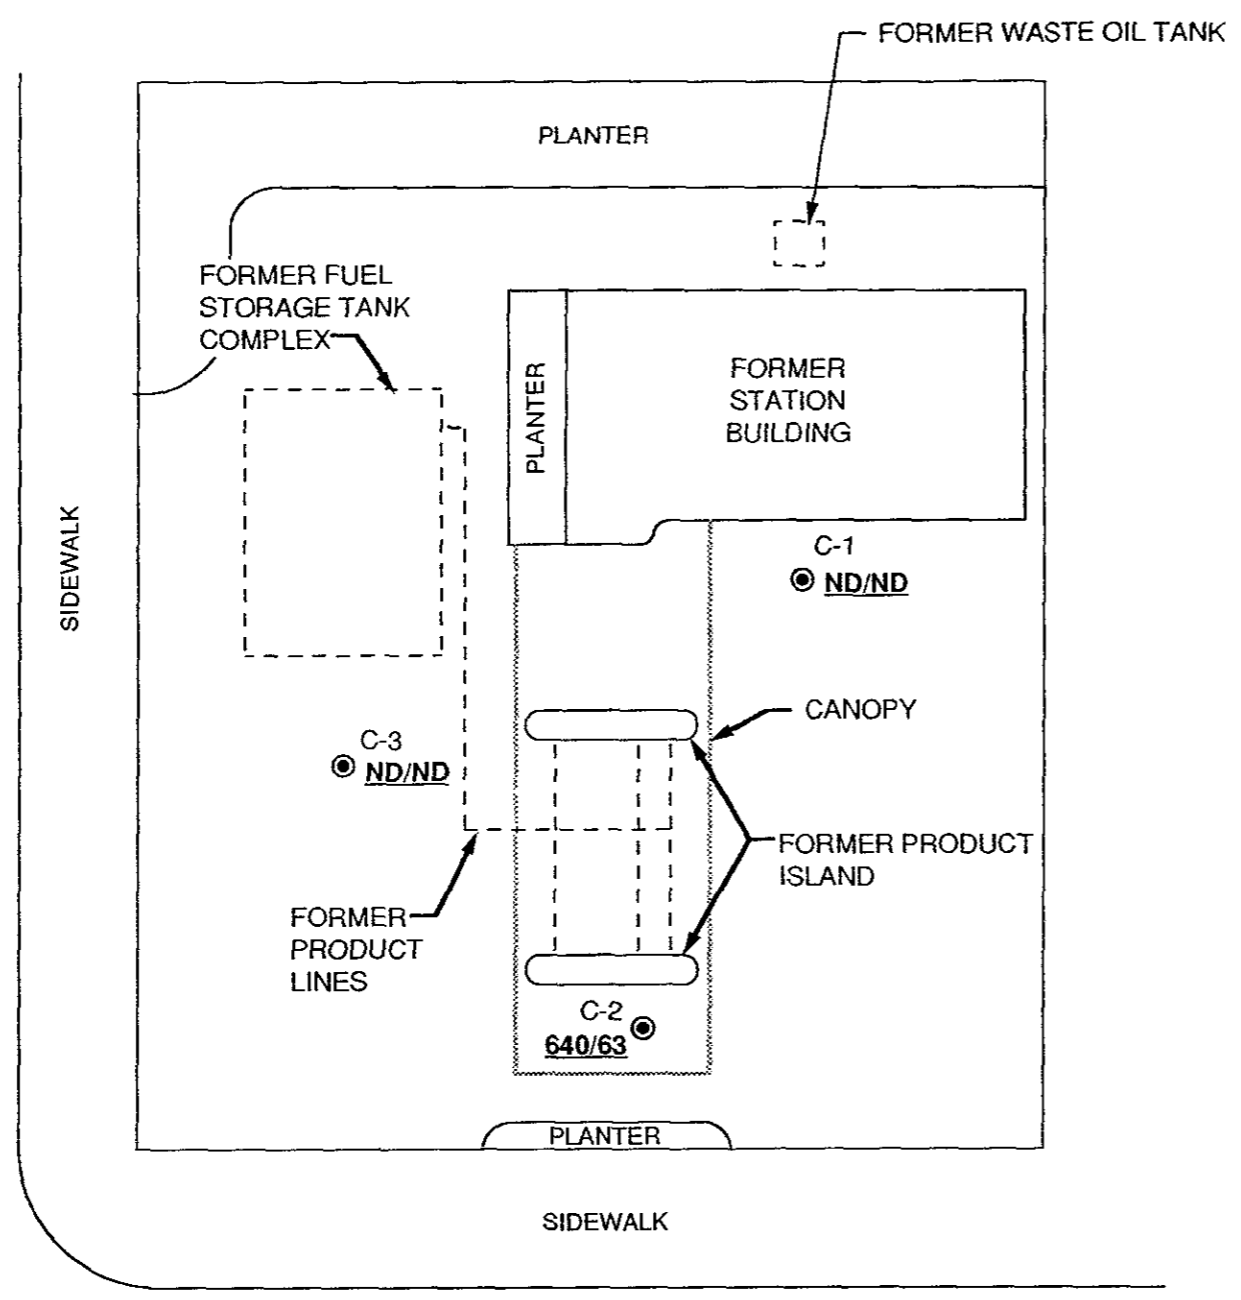 FORMER WASTE OIL TANK
PLANTER
FORMER FUEL
STORAGE TANK
COMPLEX
PLANTER
FORMER
STATION
BUILDING
SIDEWALK
C-1
ND/ND
CANOPY
C-3
ND/ND
FORMER PRODUCT
ISLAND
FORMER
PRODUCT
LINES
C-2
640/63
PLANTER
SIDEWALK